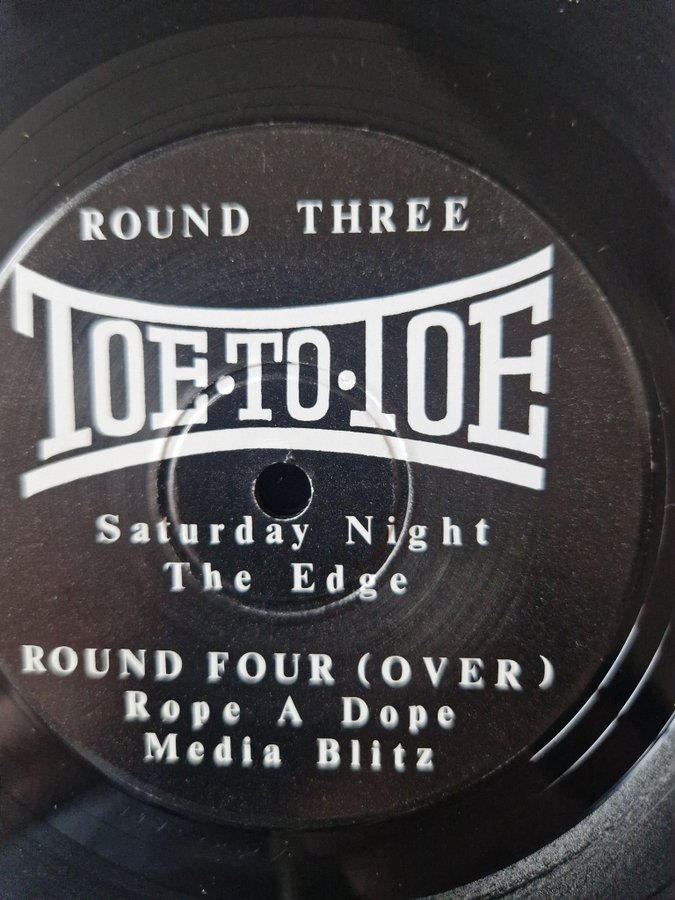 ROUND THREE
TOE·TO·TOE
Saturday Night
The Edge
ROUND FOUR (OVER)
Rope A Dope
Media Blitz